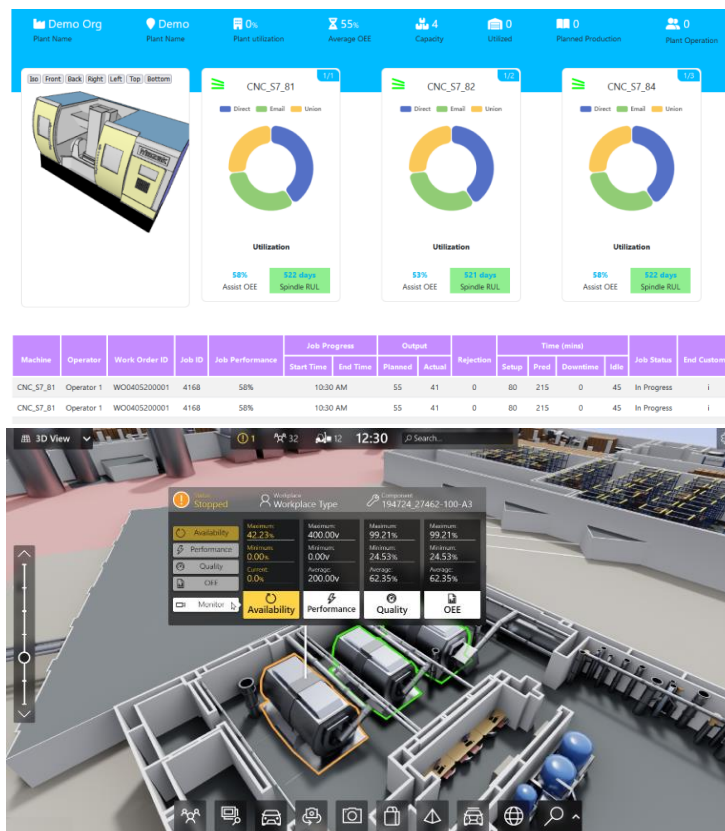 Demo Org Demo 0% 55% 4 0 0 0
Plant Name Plant Name Plant utilization Average OEE Capacity Utilized Planned Production Plant Operation
Iso Front Back Right Left Top Bottom
1/1
CNC_S7_81
Direct Email Union
Utilization
58% 522 days
Assist OEE Spindle RUL
1/2
CNC_S7_82
Direct Email Union
Utilization
53% 521 days
Assist OEE Spindle RUL
1/3
CNC_S7_84
Direct Email Union
Utilization
58% 522 days
Assist OEE Spindle RUL
Job Progress Output Time (mins)
Machine Operator Work Order ID Job ID Job Performance Start Time End Time Planned Actual Rejection Setup Pred Downtime Idle Job Status End Custom
CNC_S7_81 Operator 1 WO0405200001 4168 58% 10:30 AM 55 41 0 80 215 0 45 In Progress i
CNC_S7_81 Operator 1 WO0405200001 4168 58% 10:30 AM 55 41 0 80 215 0 45 In Progress i
3D View 1 32 12 12:30 Search...
Status: Workplace Component
Stopped Workplace Type 194724_27462-100-A3
Availability
Performance
Quality
OEE
Monitor
Maximum: Maximum: Maximum: Maximum:
42.23% 400.00v 99.21% 99.21%
Minimum: Minimum: Minimum: Minimum:
0.00% 0.00v 24.53% 24.53%
Current: Average: Average: Average:
0.0% 200.00v 62.35% 62.35%
Availability Performance Quality OEE